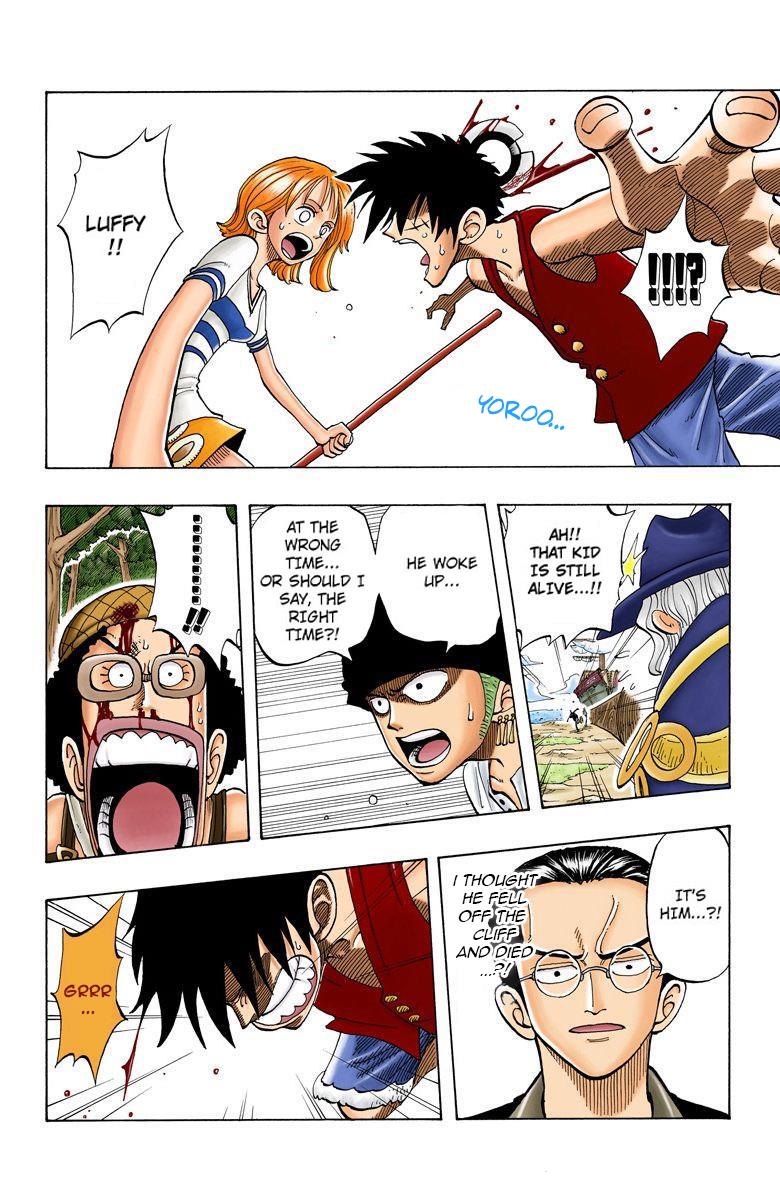 !!!?
YOROO...
LUFFY
!!
AH!!
THAT KID
IS STILL
ALIVE...!!
HE WOKE
UP...
AT THE
WRONG
TIME...
OR SHOULD I
SAY, THE
RIGHT
TIME?!
!!
IT'S
HIM...?!
I THOUGHT
HE FELL
OFF THE
CLIFF
AND DIED
...?!
GRRR
...